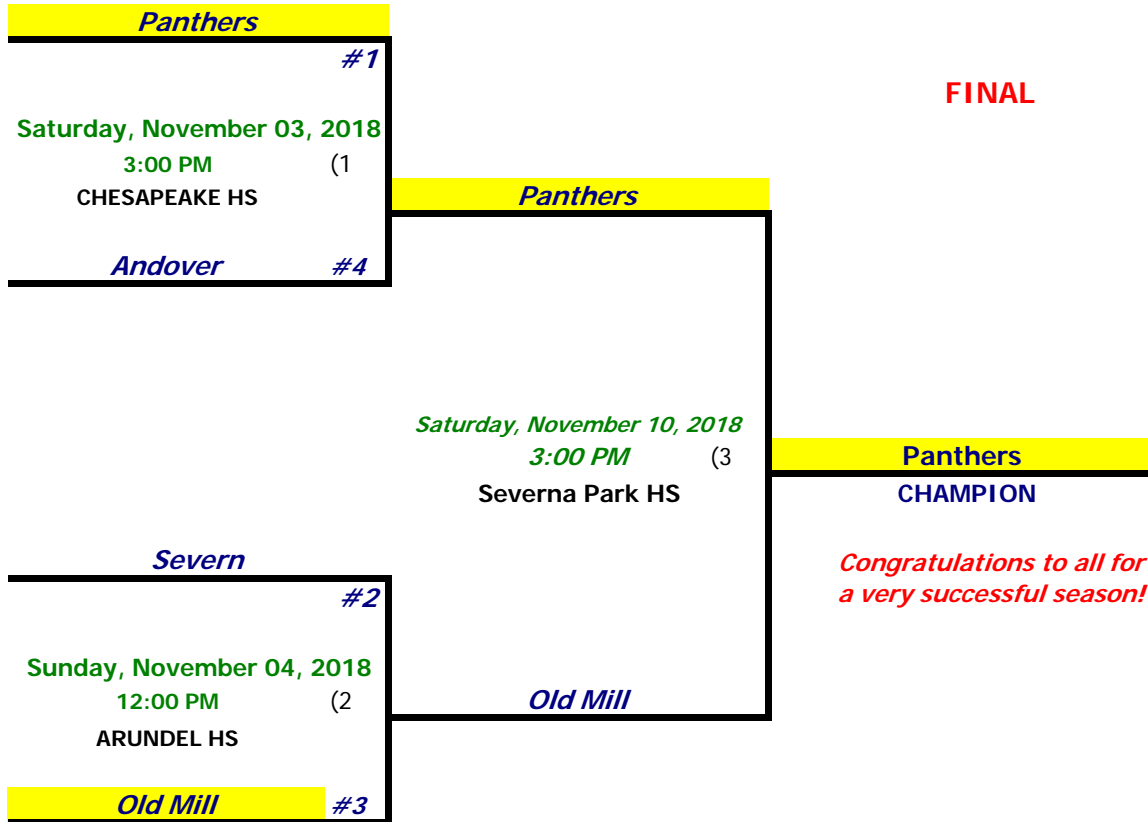 Panthers
#1
FINAL
Saturday, November 03, 2018
3:00 PM (1
CHESAPEAKE HS
Panthers
Andover #4
Saturday, November 10, 2018
3:00 PM (3
Panthers
Severna Park HS
CHAMPION
Severn
Congratulations to all for
a very successful season!
#2
Sunday, November 04, 2018
12:00 PM (2
Old Mill
ARUNDEL HS
Old Mill #3